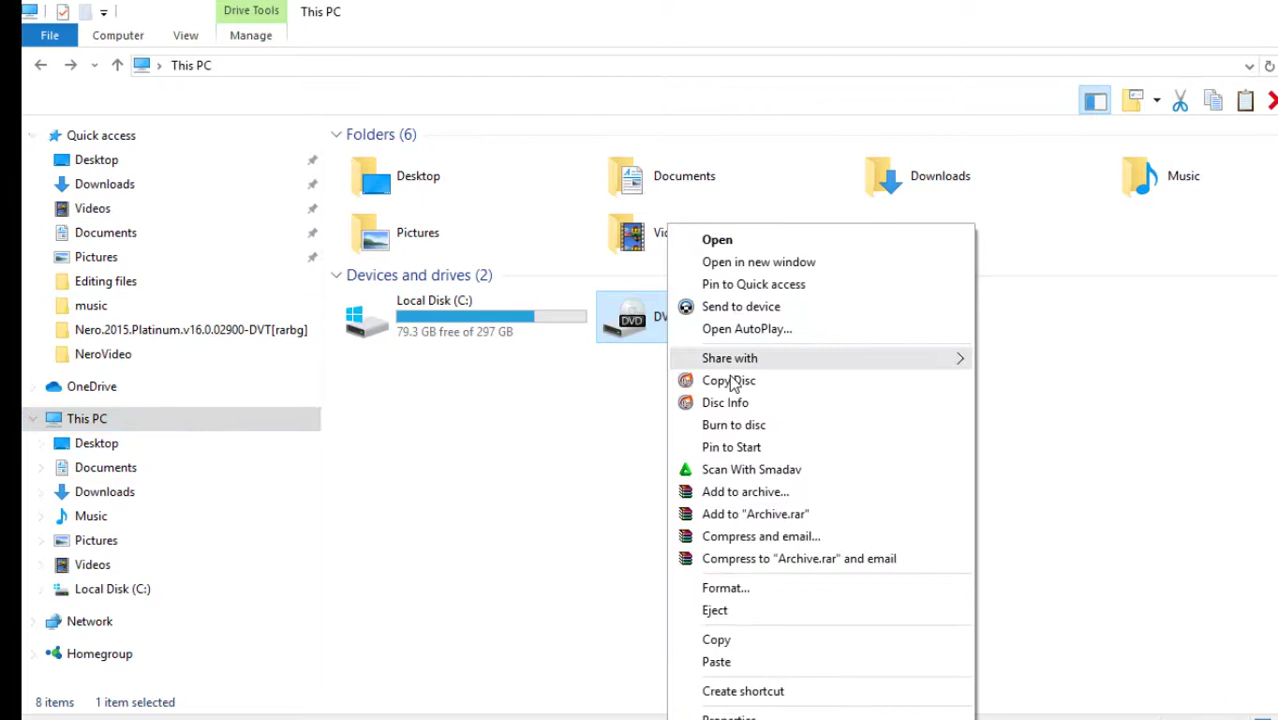 Drive Tools
This PC
File
Computer
View
Manage
This PC
Quick access
Desktop
Downloads
Videos
Documents
Pictures
Editing files
music
Nero.2015.Platinum.v16.0.02900-DVT[rarbg]
NeroVideo
OneDrive
This PC
Desktop
Documents
Downloads
Music
Pictures
Videos
Local Disk (C:)
Network
Homegroup
8 items
1 item selected
Folders (6)
Desktop
Documents
Downloads
Music
Pictures
Devices and drives (2)
Local Disk (C:)
79.3 GB free of 297 GB
DVD
Open
Open in new window
Pin to Quick access
Send to device
Open AutoPlay...
Share with
Copy Disc
Disc Info
Burn to disc
Pin to Start
Scan With Smadav
Add to archive...
Add to "Archive.rar"
Compress and email...
Compress to "Archive.rar" and email
Format...
Eject
Copy
Paste
Create shortcut